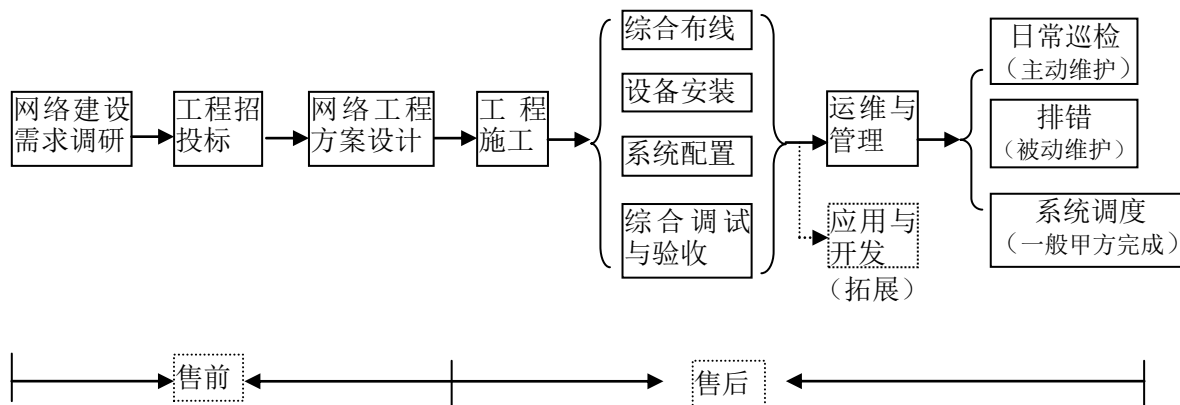 网络建设
需求调研
工程招
投标
网络工程
方案设计
工程
施工
综合布线
设备安装
系统配置
综合调试
与验收
运维与
管理
应用与
开发
（拓展）
日常巡检
（主动维护）
排错
（被动维护）
系统调度
（一般甲方完成）
售前
售后